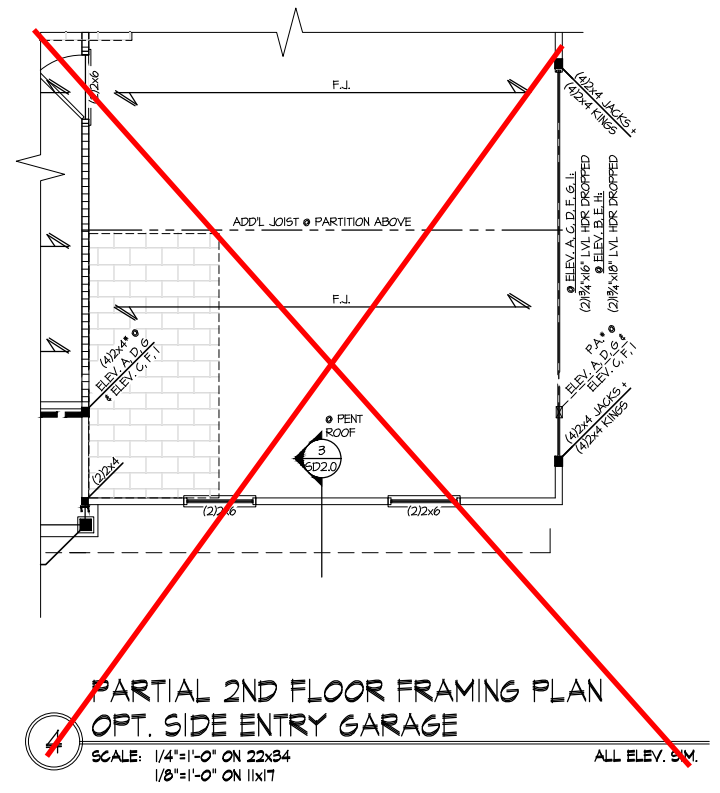 (2)2x6
F.J.
(4)2x4 JACKS +
(4)2x4 KINGS
ADD'L JOIST @ PARTITION ABOVE
@ ELEV. A, C, D, F, G, I:
(2)1¾"x16" LVL HDR DROPPED
@ ELEV. B, E, H:
(2)1¾"x18" LVL HDR DROPPED
F.J.
(4)2x4" @
ELEV. A, D, G
& ELEV. C, F, I
P.A." @
ELEV. A, D, G &
ELEV. C, F, I
(4)2x4 JACKS +
(4)2x4 KINGS
@ PENT
ROOF
3
SD2.0
(2)2x4
(2)2x6
(2)2x6
PARTIAL 2ND FLOOR FRAMING PLAN
4
OPT. SIDE ENTRY GARAGE
SCALE: 1/4"=1'-0" ON 22x34
ALL ELEV. SIM.
1/8"=1'-0" ON 11x17